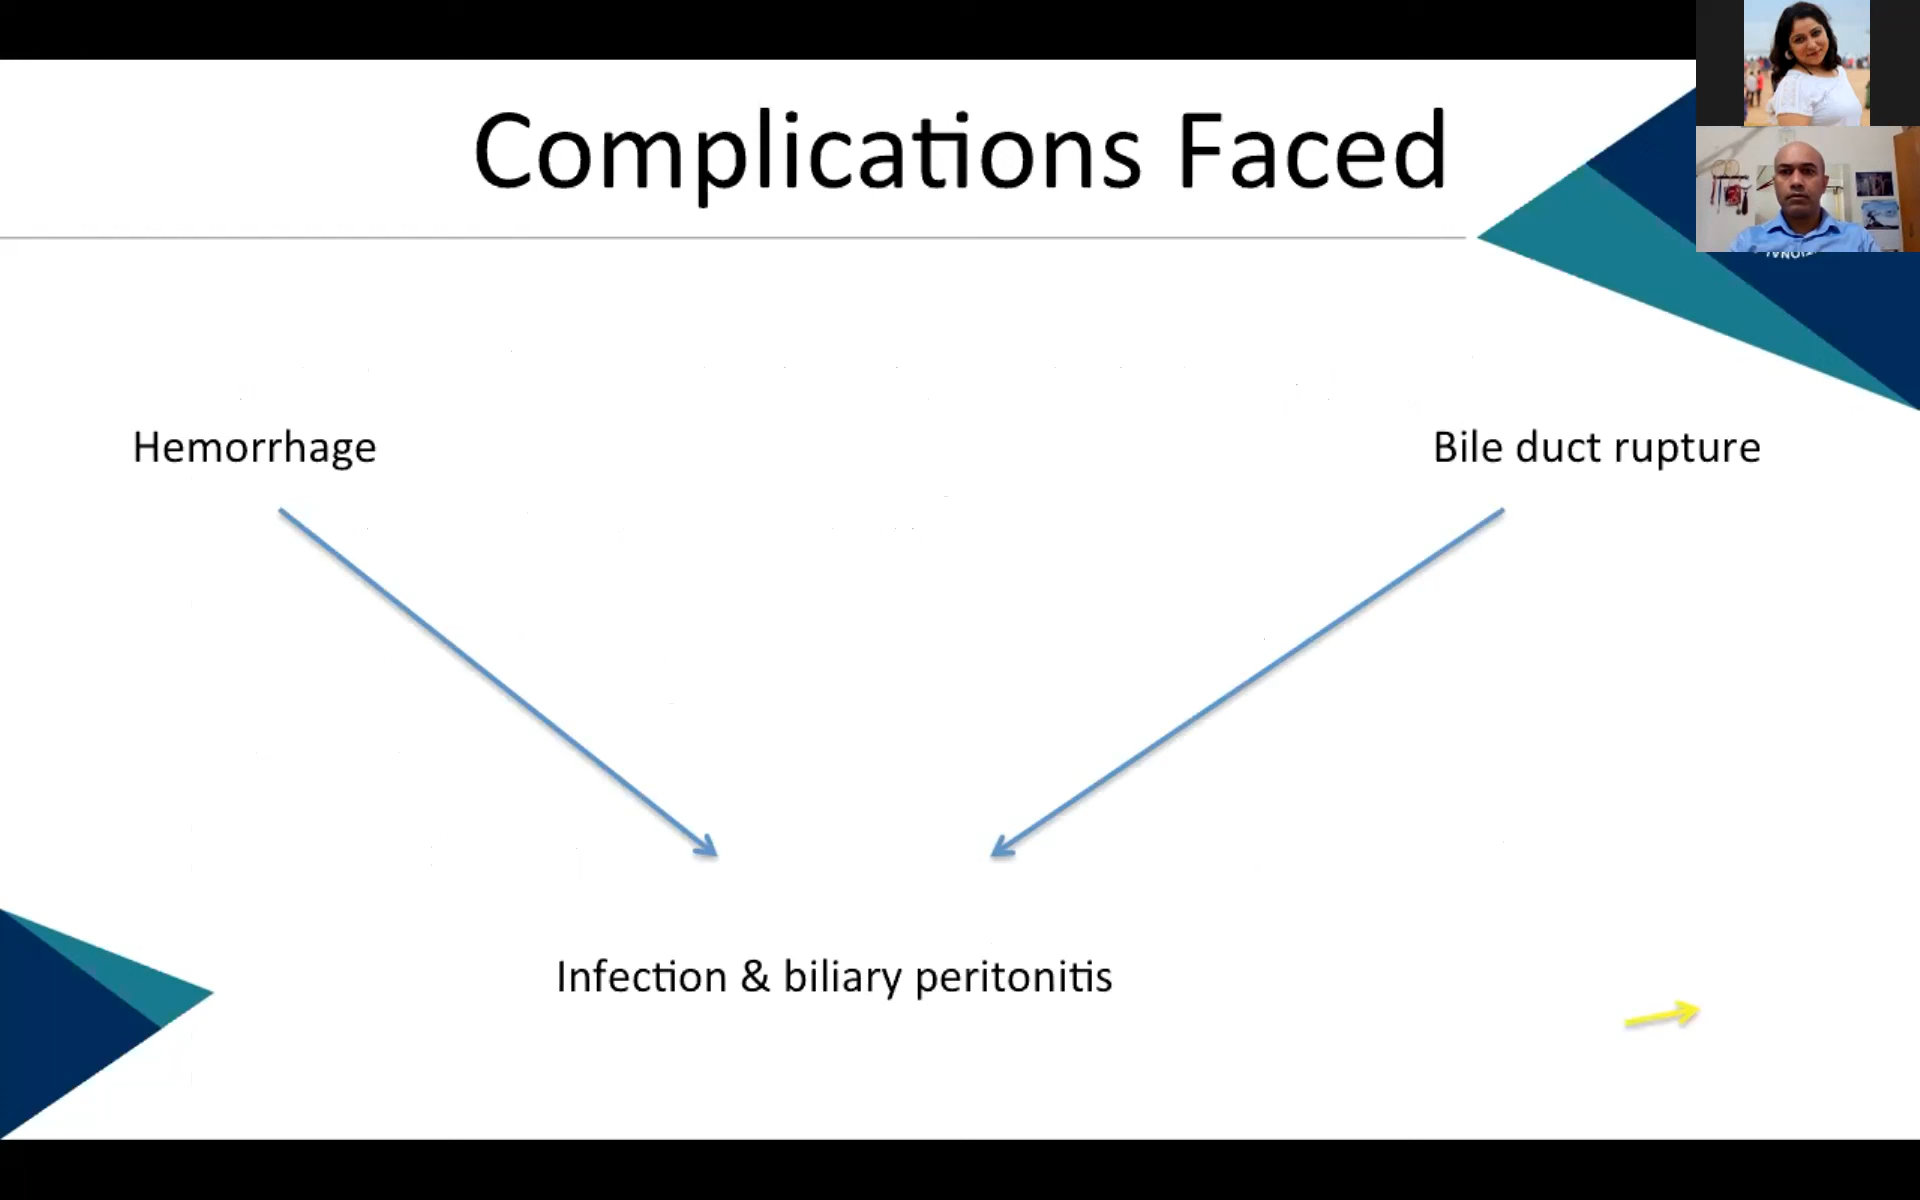 Complications Faced
Hemorrhage
Bile duct rupture
Infection & biliary peritonitis